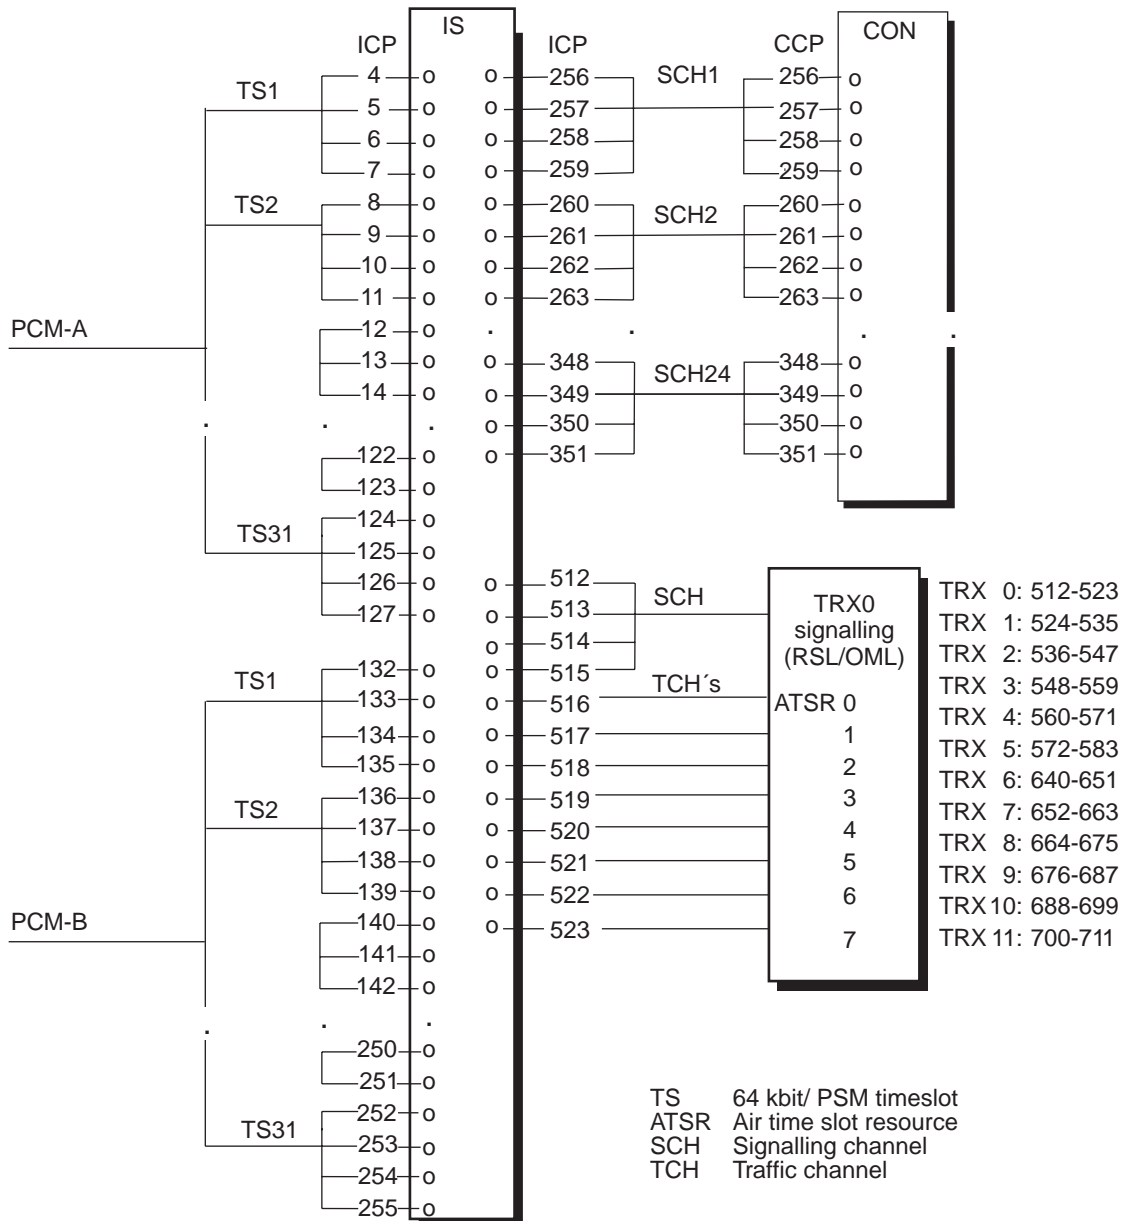 IS
CON
ICP
ICP
CCP
PCM-A
TS1
4 o
5 o
6 o
7 o
TS2
8 o
9 o
10 o
11 o
12 o
13 o
14 o
.
.
.
122 o
123 o
TS31
124 o
125 o
126 o
127 o
PCM-B
TS1
132 o
133 o
134 o
135 o
TS2
136 o
137 o
138 o
139 o
140 o
141 o
142 o
.
.
.
250 o
251 o
TS31
252 o
253 o
254 o
255 o
o 256 SCH1 256 o
o 257 257 o
o 258 258 o
o 259 259 o
o 260 SCH2 260 o
o 261 261 o
o 262 262 o
o 263 263 o
. . . .
o 348 SCH24 348 o
o 349 349 o
o 350 350 o
o 351 351 o
o 512
o 513 SCH
o 514
o 515
o 516 TCH´s
o 517
o 518
o 519
o 520
o 521
o 522
o 523
TRX0
signalling
(RSL/OML)
ATSR 0
1
2
3
4
5
6
7
TRX 0: 512-523
TRX 1: 524-535
TRX 2: 536-547
TRX 3: 548-559
TRX 4: 560-571
TRX 5: 572-583
TRX 6: 640-651
TRX 7: 652-663
TRX 8: 664-675
TRX 9: 676-687
TRX 10: 688-699
TRX 11: 700-711
TS 64 kbit/ PSM timeslot
ATSR Air time slot resource
SCH Signalling channel
TCH Traffic channel